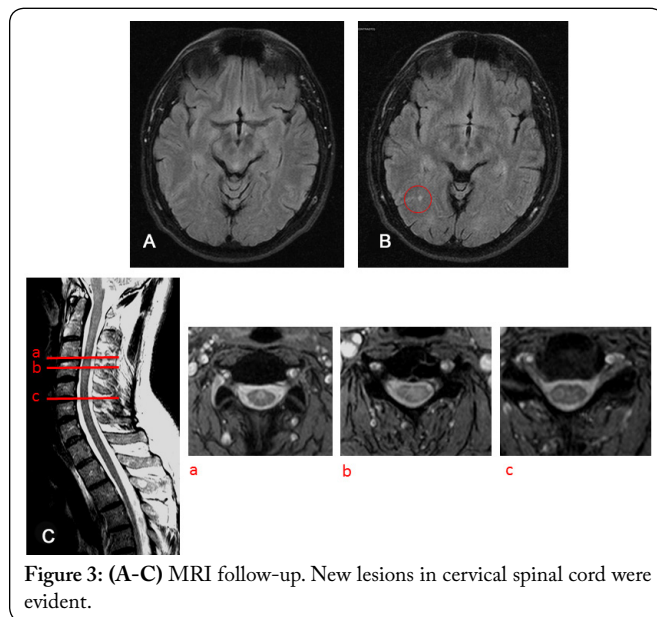 A
B
a
b
c
C
a
b
c
Figure 3: (A-C) MRI follow-up. New lesions in cervical spinal cord were
evident.